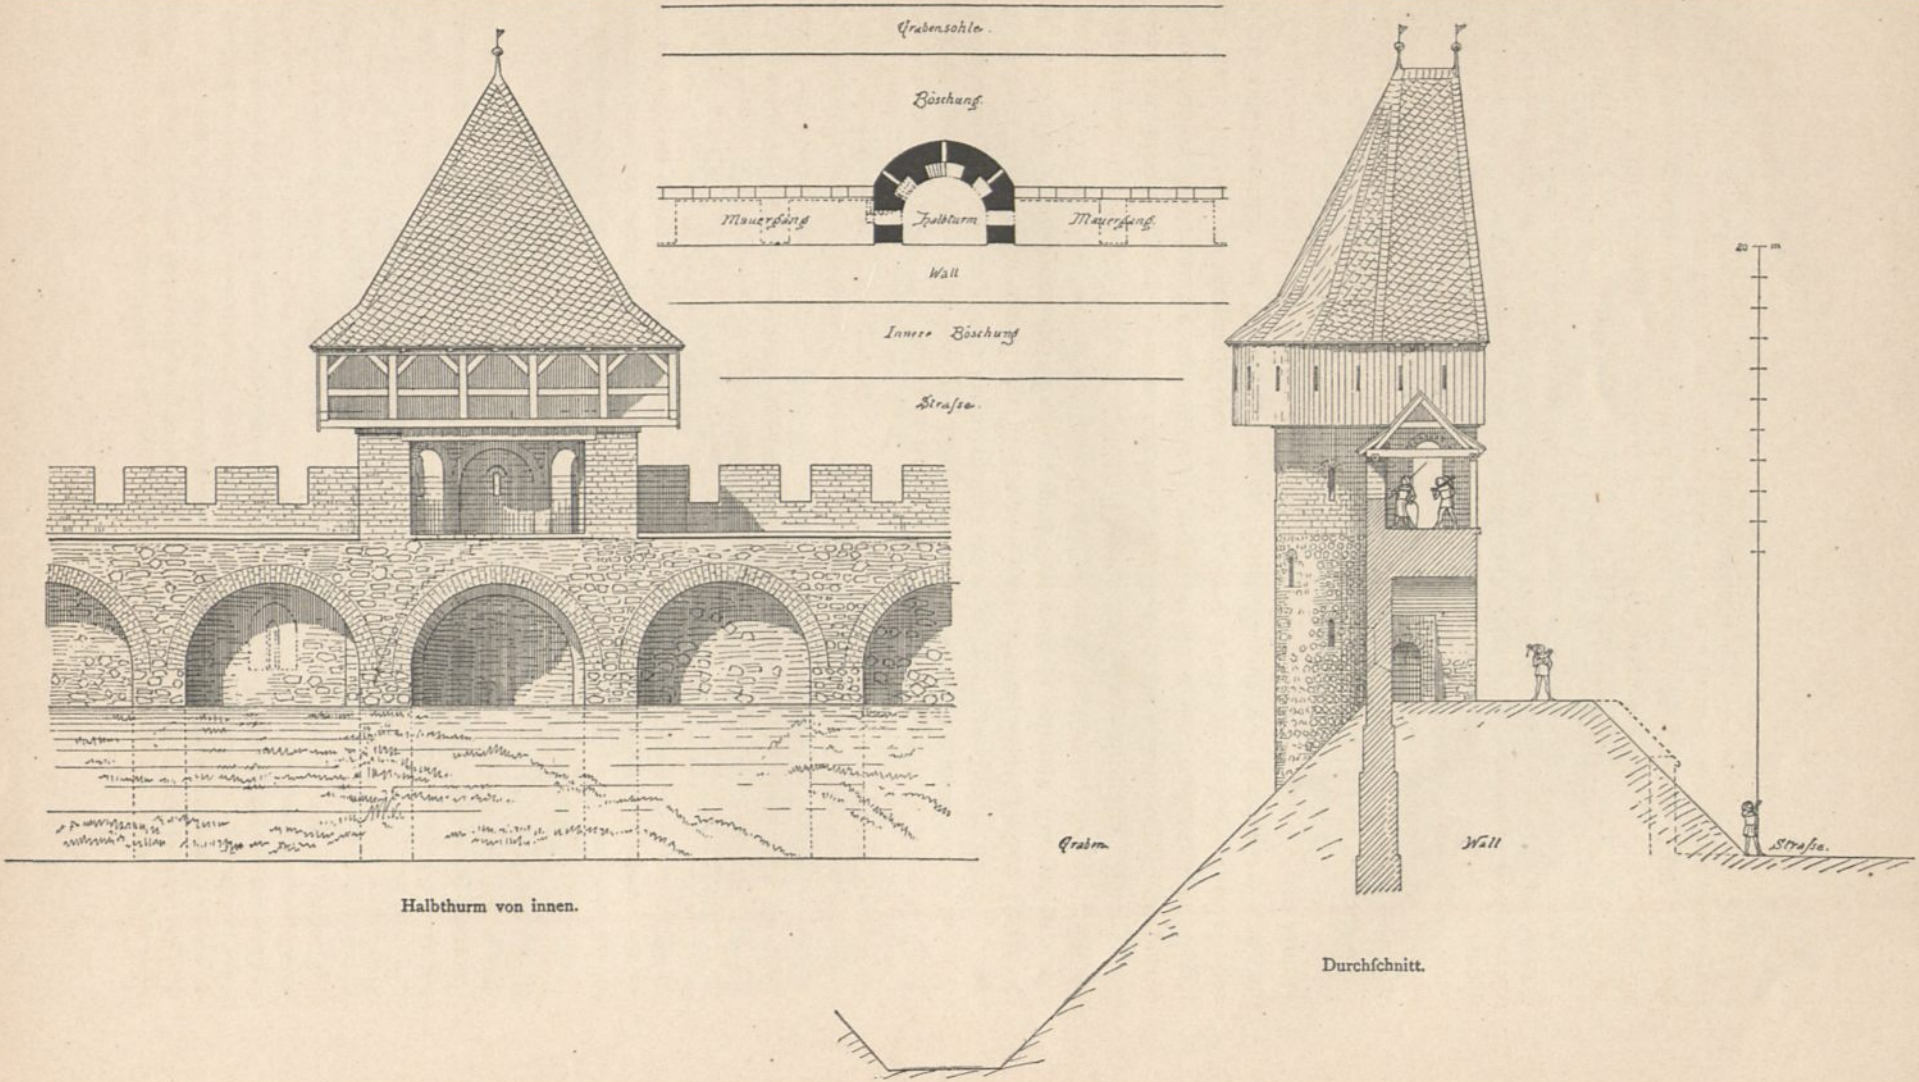 Grabensohle.
Böschung.
Mauergang
Halbturm
Mauergang.
Wall
Innere Böschung
Straſse.
20 m
Graben
Wall
Straſse.
Halbthurm von innen.
Durchſchnitt.